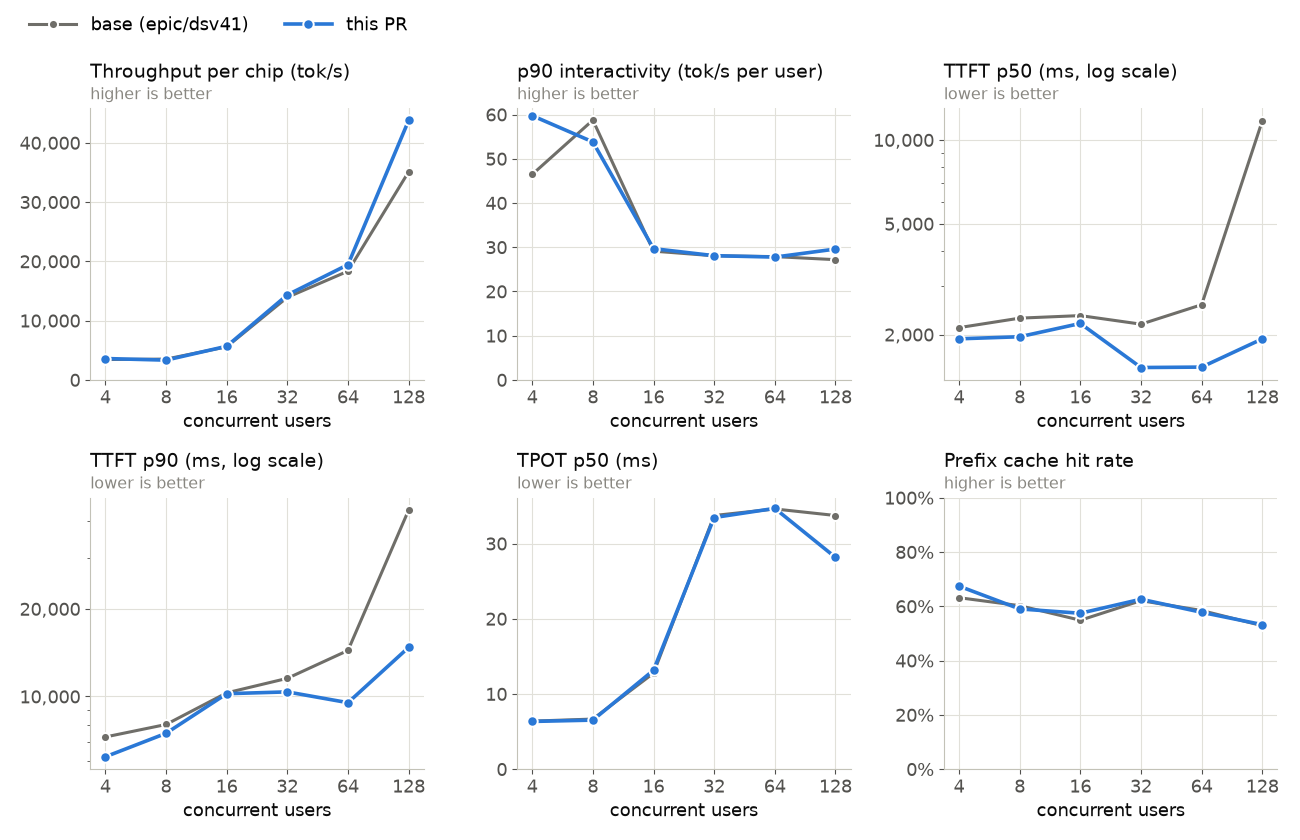 base (epic/dsv41) this PR
Throughput per chip (tok/s)
higher is better
40,000
30,000
20,000
10,000
0
4 8 16 32 64 128
concurrent users
p90 interactivity (tok/s per user)
higher is better
60
50
40
30
20
10
0
4 8 16 32 64 128
concurrent users
TTFT p50 (ms, log scale)
lower is better
10,000
5,000
2,000
4 8 16 32 64 128
concurrent users
TTFT p90 (ms, log scale)
lower is better
20,000
10,000
4 8 16 32 64 128
concurrent users
TPOT p50 (ms)
lower is better
30
20
10
0
4 8 16 32 64 128
concurrent users
Prefix cache hit rate
higher is better
100%
80%
60%
40%
20%
0%
4 8 16 32 64 128
concurrent users